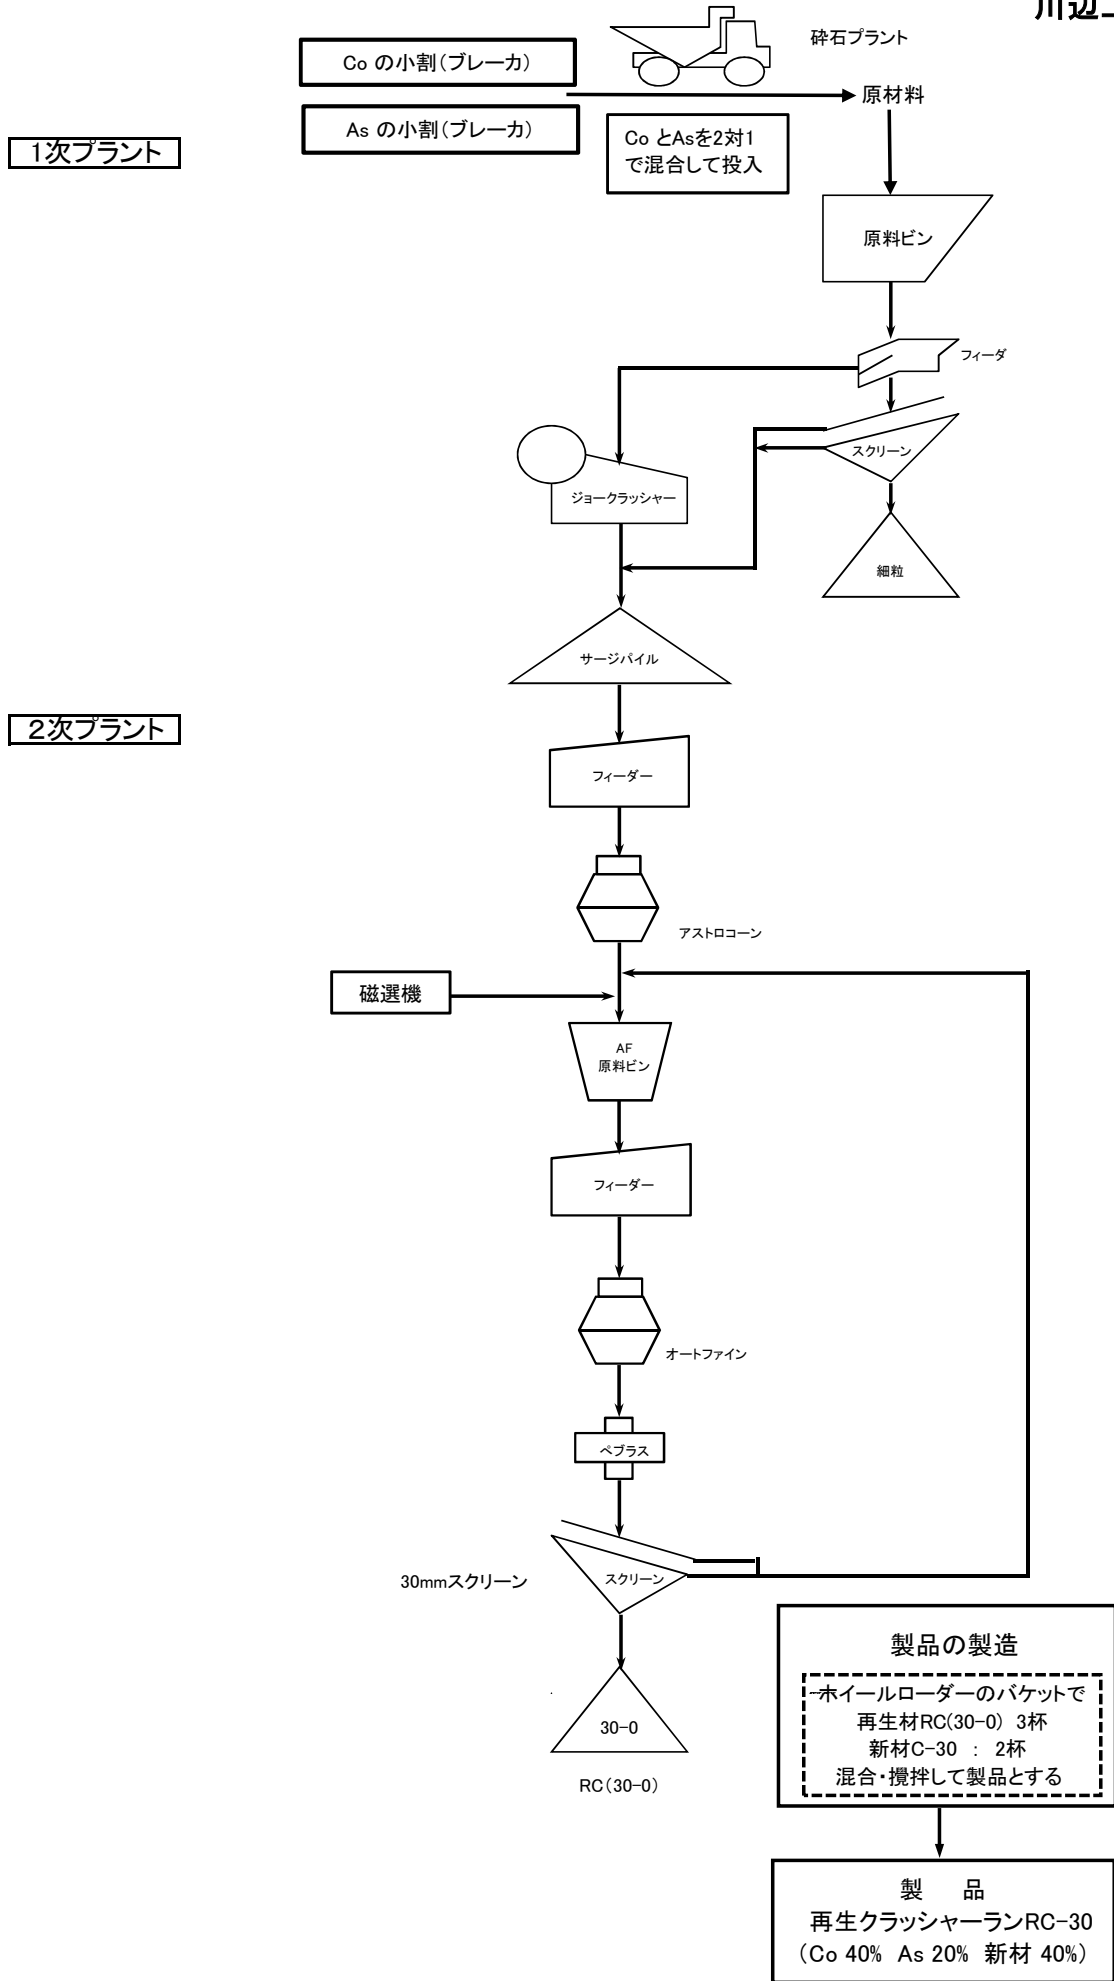 川辺
Co の小割(ブレーカ)
砕石プラント
原材料
As の小割(ブレーカ)
Co とAsを2対1
で混合して投入
1次プラント
原料ビン
フィーダ
スクリーン
ジョークラッシャー
細粒
サージパイル
2次プラント
フィーダー
アストロコーン
磁選機
AF
原料ビン
フィーダー
オートファイン
ペブラス
30mmスクリーン
スクリーン
30-0
RC(30-0)
製品の製造
ホイールローダーのバケットで
再生材RC(30-0) 3杯
新材C-30 : 2杯
混合・攪拌して製品とする
製 品
再生クラッシャーランRC-30
(Co 40% As 20% 新材 40%)